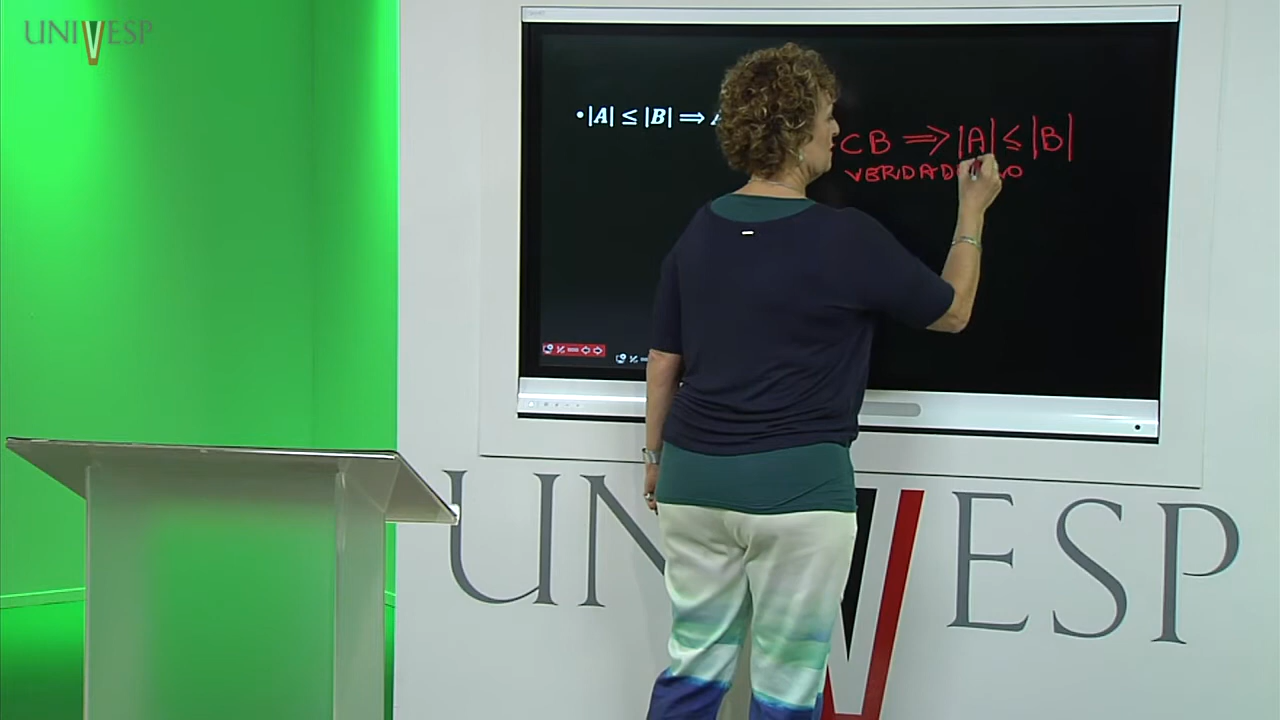 UNIVESP
•|A| ≤ |B| ⟹
⊂ B ⟹ |A| ≤ |B|
UNIVESP